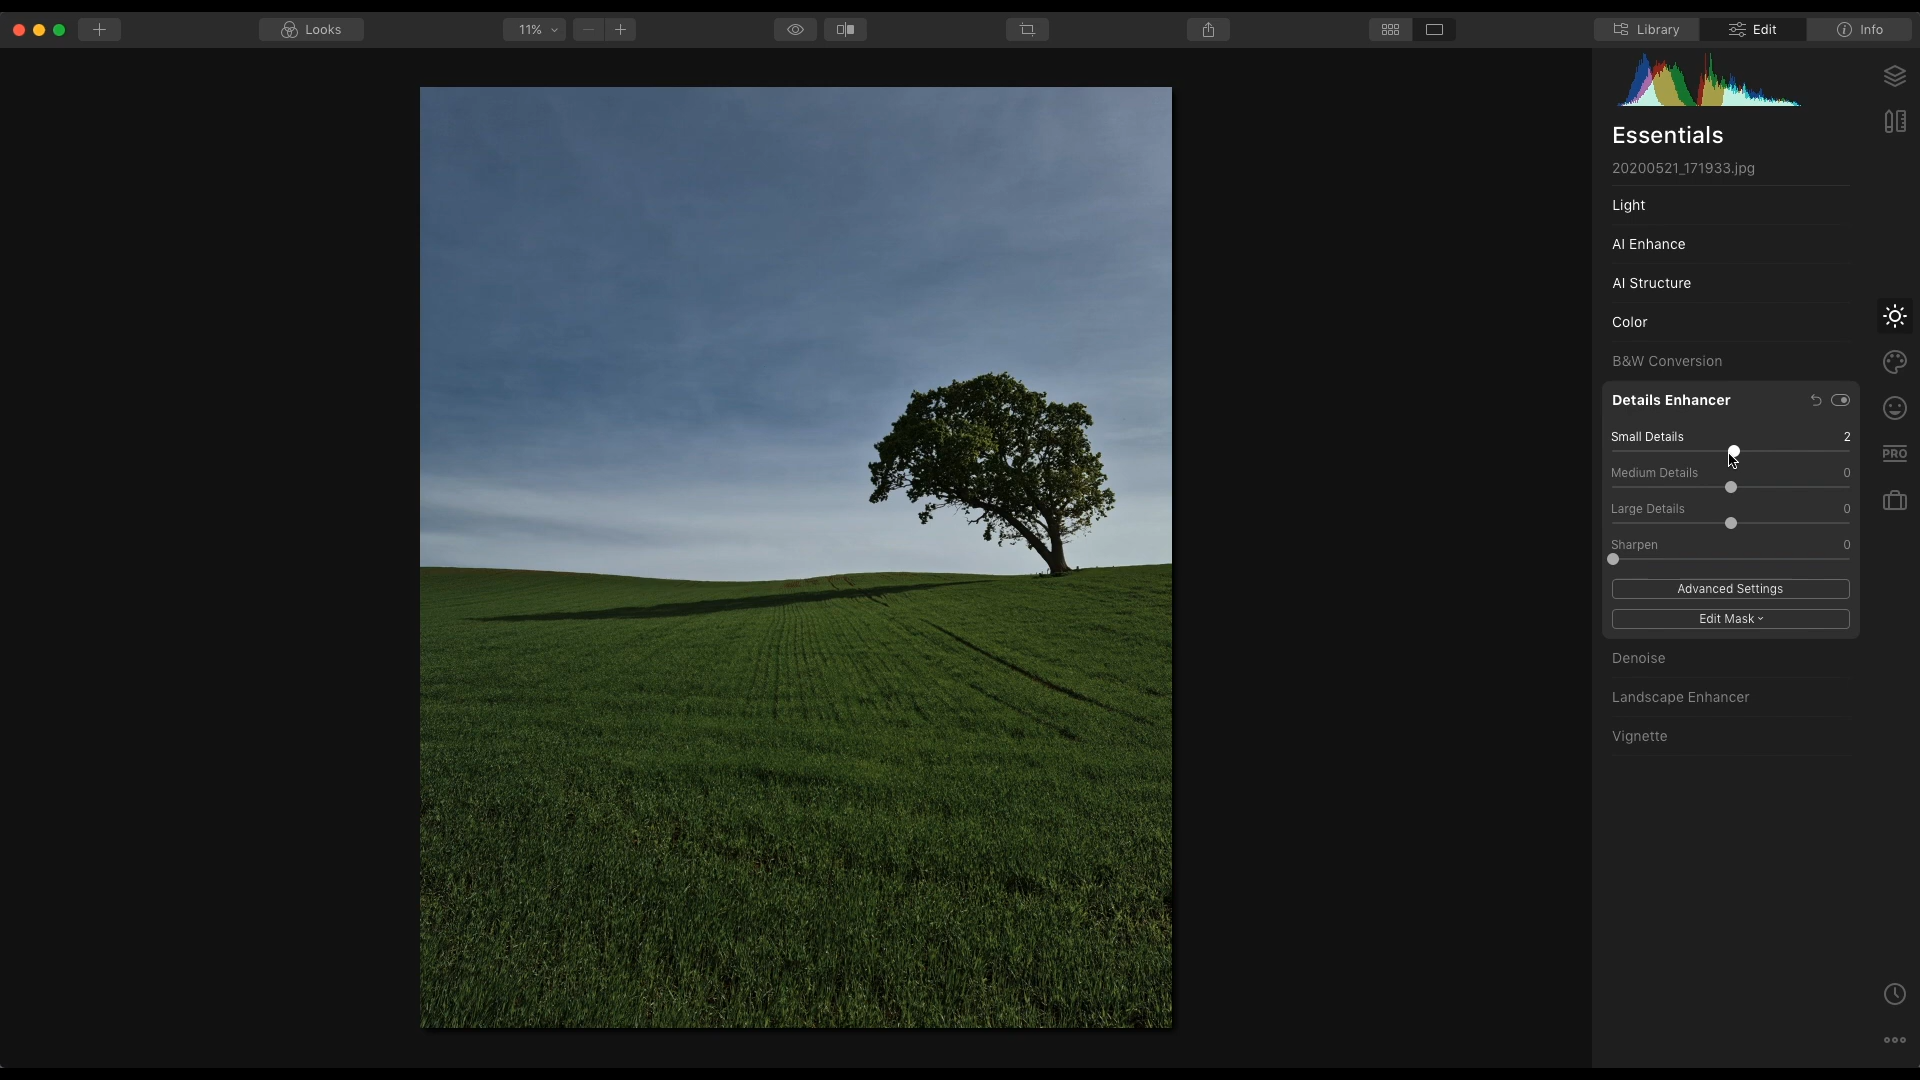 Looks
11%
Library
Edit
Info
Essentials
20200521_171933.jpg
Light
AI Enhance
AI Structure
Color
B&W Conversion
Details Enhancer
Small Details 2
Medium Details 0
Large Details 0
Sharpen 0
Advanced Settings
Edit Mask
Denoise
Landscape Enhancer
Vignette
PRO